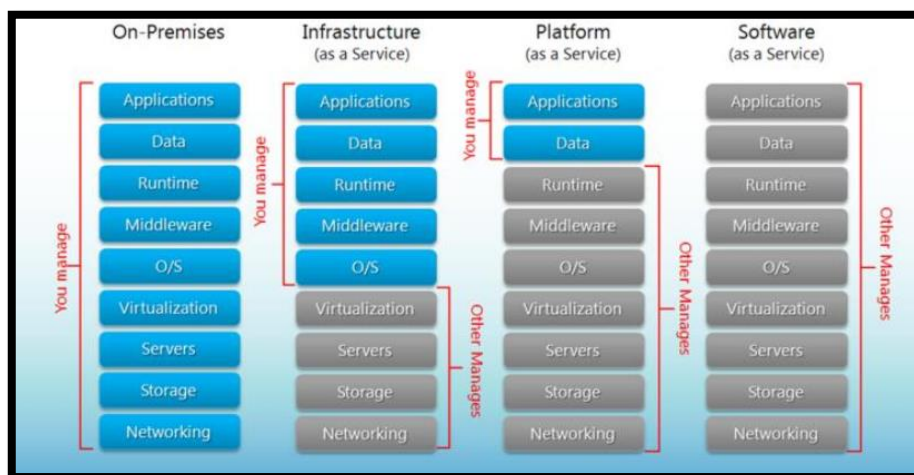 On-Premises
You manage
Applications
Data
Runtime
Middleware
O/S
Virtualization
Servers
Storage
Networking
Infrastructure
(as a Service)
You manage
Applications
Data
Runtime
Middleware
O/S
Virtualization
Servers
Storage
Networking
Other Manages
Platform
(as a Service)
You manage
Applications
Data
Runtime
Middleware
O/S
Virtualization
Servers
Storage
Networking
Other Manages
Software
(as a Service)
Applications
Data
Runtime
Middleware
O/S
Virtualization
Servers
Storage
Networking
Other Manages